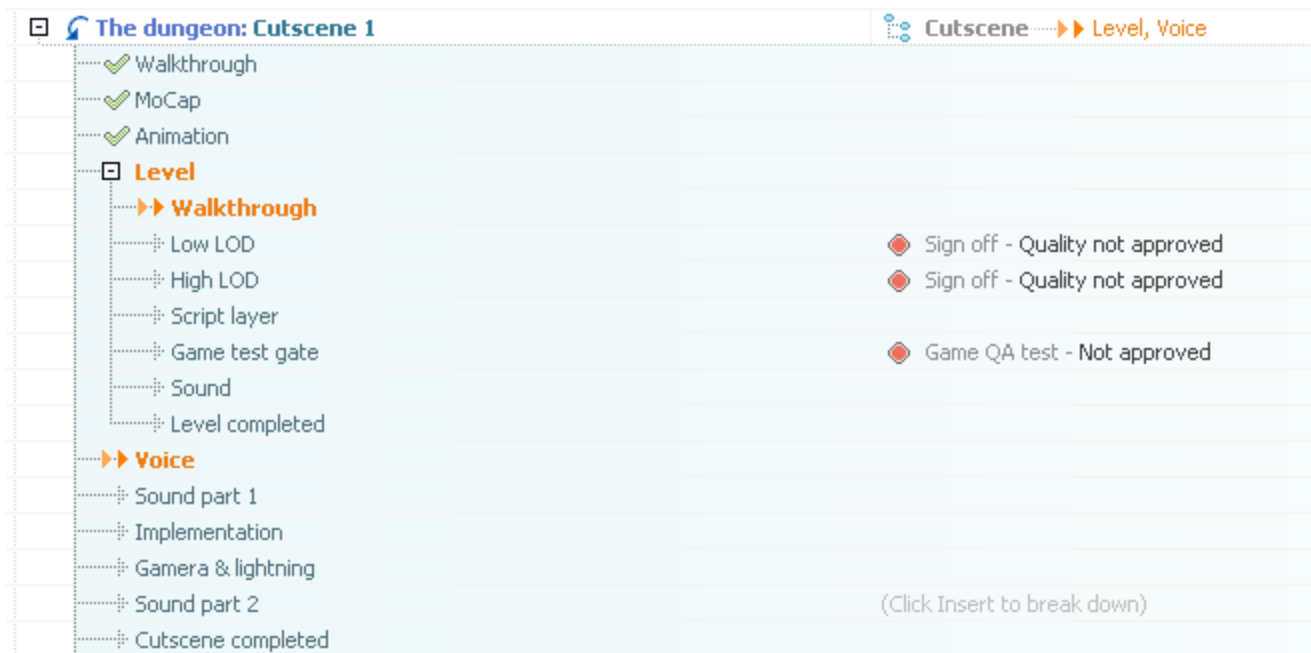 The dungeon: Cutscene 1 Cutscene Level, Voice
Walkthrough
MoCap
Animation
Level
Walkthrough
Low LOD Sign off - Quality not approved
High LOD Sign off - Quality not approved
Script layer
Game test gate Game QA test - Not approved
Sound
Level completed
Voice
Sound part 1
Implementation
Gamera & lightning
Sound part 2 (Click Insert to break down)
Cutscene completed